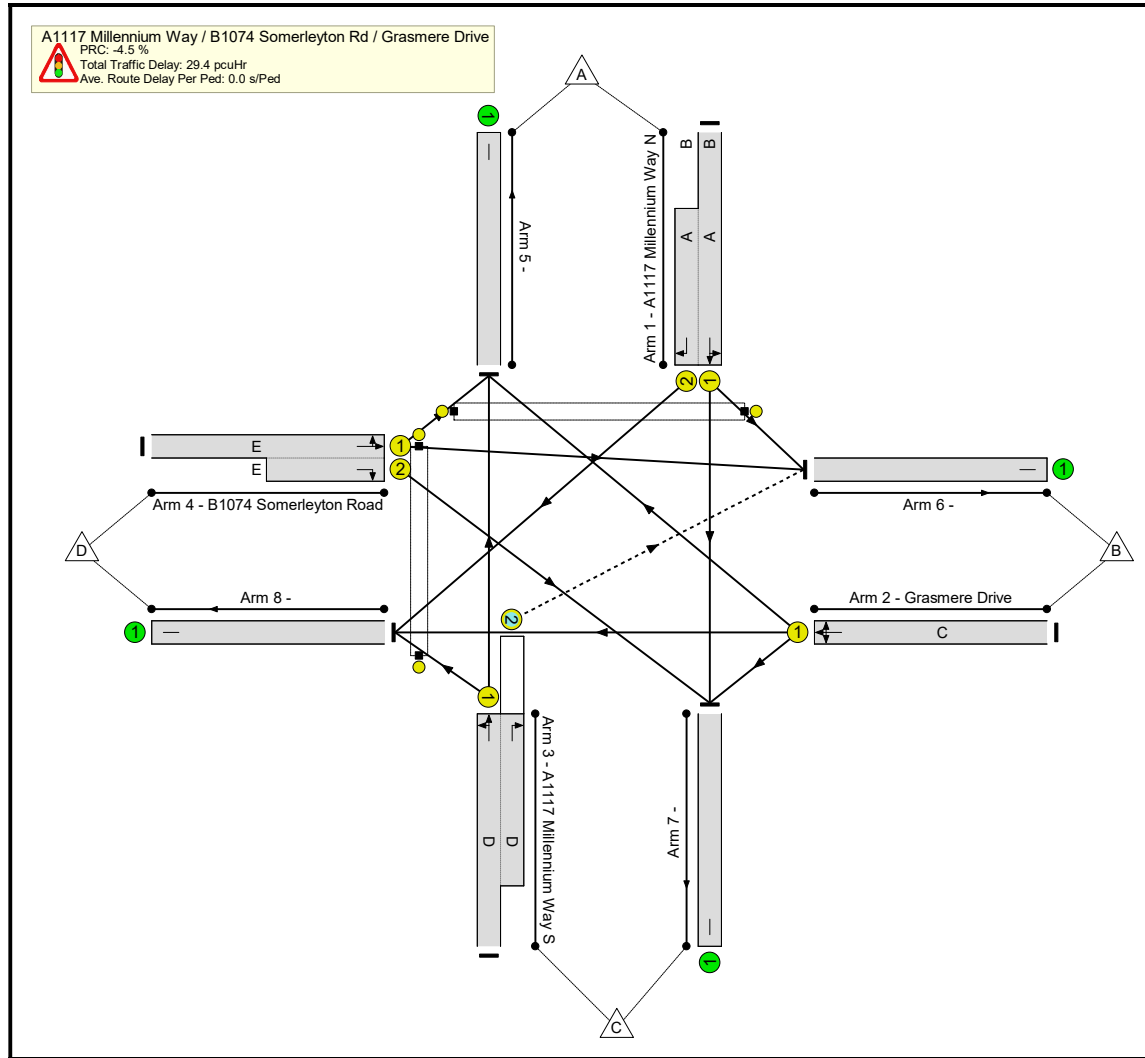 A1117 Millennium Way / B1074 Somerleyton Rd / Grasmere Drive
PRC: -4.5 %
Total Traffic Delay: 29.4 pcuHr
Ave. Route Delay Per Ped: 0.0 s/Ped
A
1
B
B
A
A
Arm 5 -
Arm 1 - A1117 Millennium Way N
2
1
E
1
E
2
Arm 4 - B1074 Somerleyton Road
1
Arm 6 -
D
B
Arm 8 -
Arm 2 - Grasmere Drive
1
2
1
C
1
D
D
Arm 3 - A1117 Millennium Way S
Arm 7 -
1
C